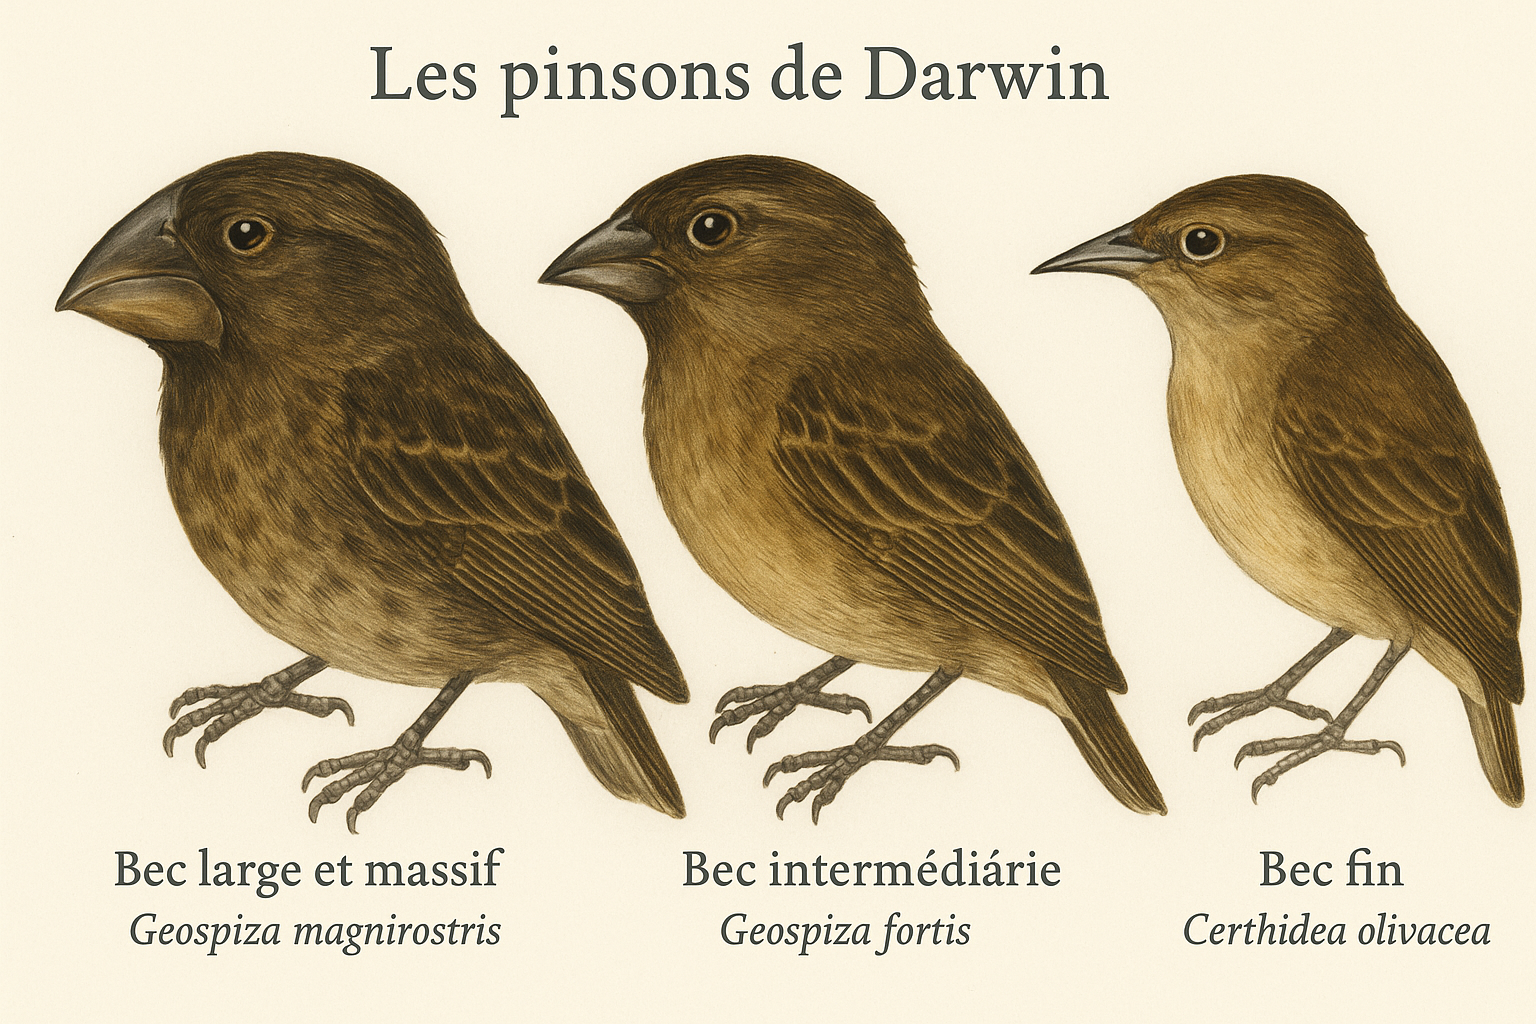 Les pinsons de Darwin
Bec large et massif
Geospiza magnirostris
Bec intermédiárie
Geospiza fortis
Bec fin
Certhidea olivacea